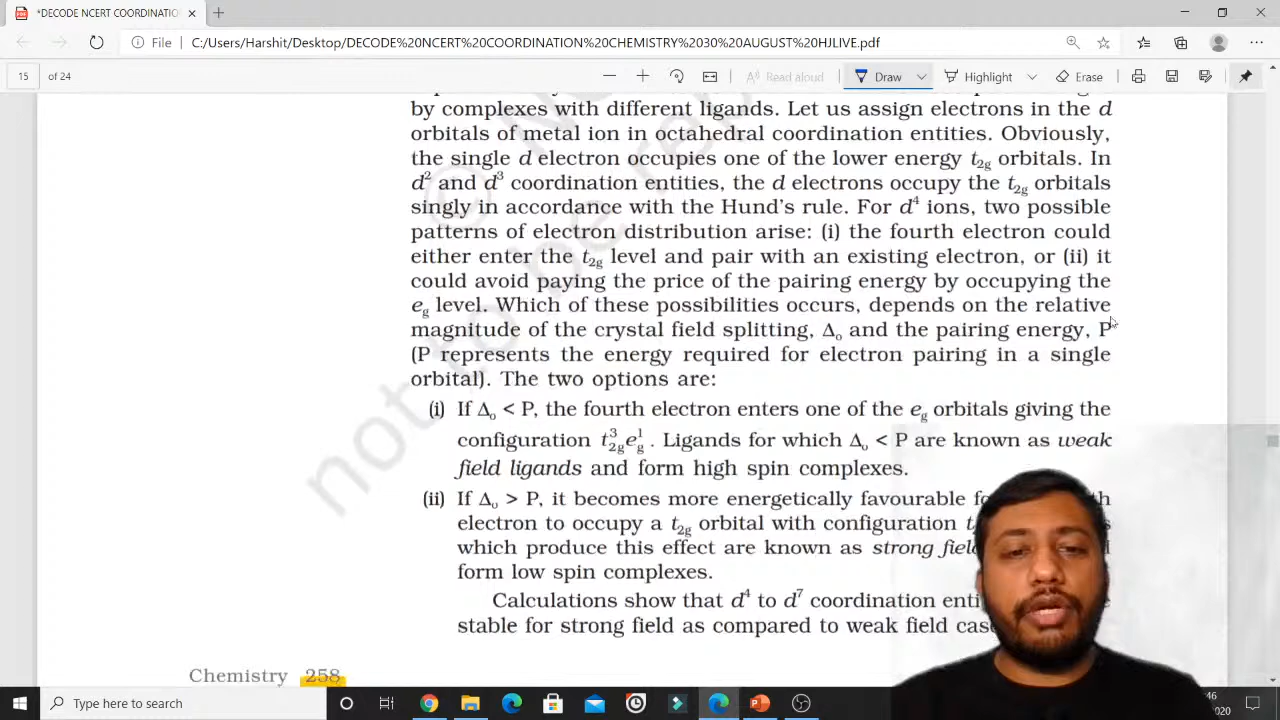 *DECODE NCERT COORDINATIO
File C:/Users/Harshit/Desktop/DECODE%20NCERT%20COORDINATION%20CHEMISTRY%2030%20AUGUST%20HJLIVE.pdf
15 of 24 Read aloud Draw Highlight Erase
by complexes with different ligands. Let us assign electrons in the d
orbitals of metal ion in octahedral coordination entities. Obviously,
the single d electron occupies one of the lower energy t2g orbitals. In
d² and d³ coordination entities, the d electrons occupy the t2g orbitals
singly in accordance with the Hund's rule. For d⁴ ions, two possible
patterns of electron distribution arise: (i) the fourth electron could
either enter the t2g level and pair with an existing electron, or (ii) it
could avoid paying the price of the pairing energy by occupying the
eg level. Which of these possibilities occurs, depends on the relative
magnitude of the crystal field splitting, Δo and the pairing energy, P
(P represents the energy required for electron pairing in a single
orbital). The two options are:
(i) If Δo < P, the fourth electron enters one of the eg orbitals giving the
configuration t³2g e¹g. Ligands for which Δo < P are known as weak
field ligands and form high spin complexes.
(ii) If Δo > P, it becomes more energetically favourable
electron to occupy a t2g orbital with configuration
which produce this effect are known as strong
form low spin complexes.
Calculations show that d⁴ to d⁷ coordination
stable for strong field as compared to weak field
Chemistry 258
not to be
Type here to search